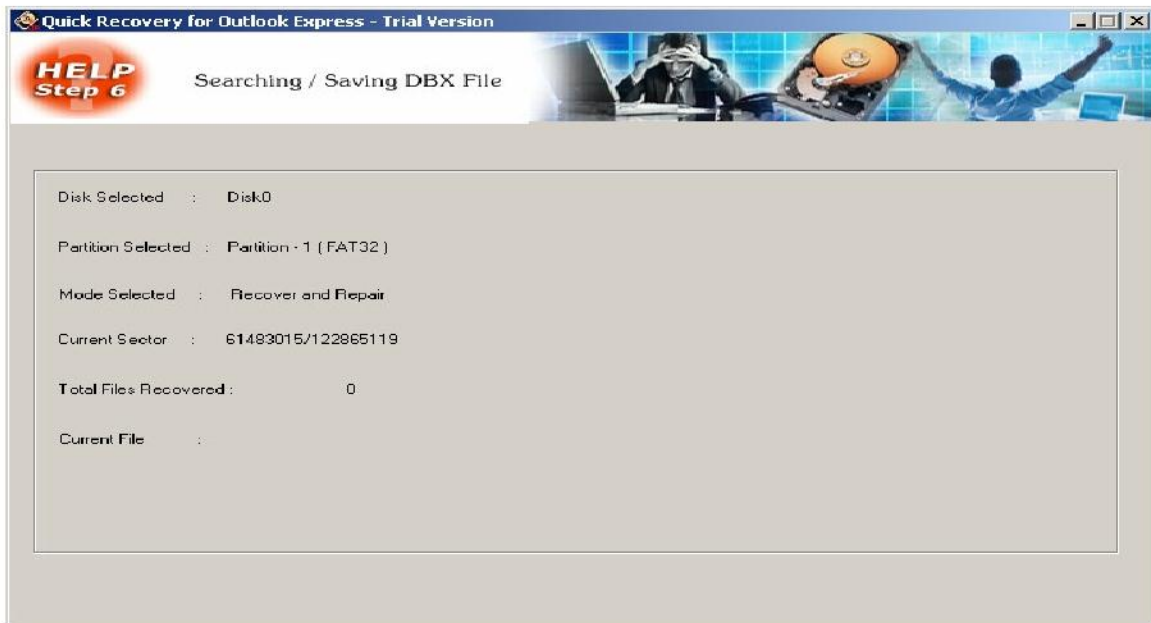 Quick Recovery for Outlook Express - Trial Version
HELP
Step 6
Searching / Saving DBX File
Disk Selected : Disk0
Partition Selected : Partition - 1 ( FAT32 )
Mode Selected : Recover and Repair
Current Sector : 61483015/122865119
Total Files Recovered : 0
Current File :